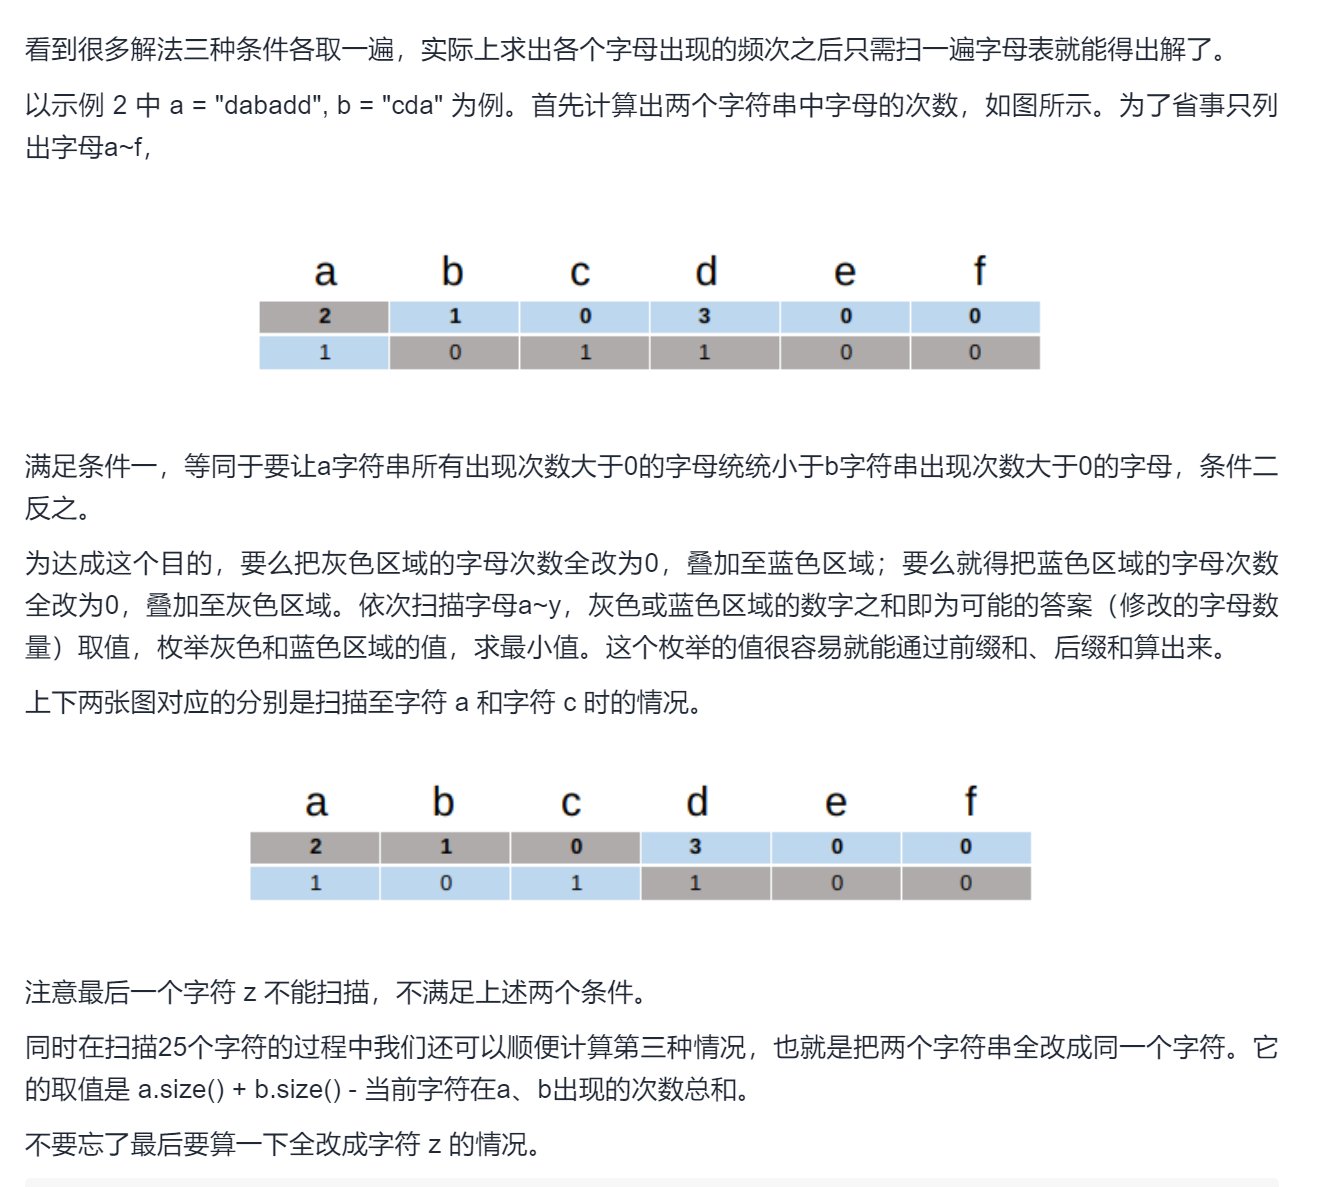 看到很多解法三种条件各取一遍，实际上求出各个字母出现的频次之后只需扫一遍字母表就能得出解了。
以示例 2 中 a = "dabadd", b = "cda" 为例。首先计算出两个字符串中字母的次数，如图所示。为了省事只列
出字母a~f，
a b c d e f
2 1 0 3 0 0
1 0 1 1 0 0
满足条件一，等同于要让a字符串所有出现次数大于0的字母统统小于b字符串出现次数大于0的字母，条件二
反之。
为达成这个目的，要么把灰色区域的字母次数全改为0，叠加至蓝色区域；要么就得把蓝色区域的字母次数
全改为0，叠加至灰色区域。依次扫描字母a~y，灰色或蓝色区域的数字之和即为可能的答案（修改的字母数
量）取值，枚举灰色和蓝色区域的值，求最小值。这个枚举的值很容易就能通过前缀和、后缀和算出来。
上下两张图对应的分别是扫描至字符 a 和字符 c 时的情况。
a b c d e f
2 1 0 3 0 0
1 0 1 1 0 0
注意最后一个字符 z 不能扫描，不满足上述两个条件。
同时在扫描25个字符的过程中我们还可以顺便计算第三种情况，也就是把两个字符串全改成同一个字符。它
的取值是 a.size() + b.size() - 当前字符在a、b出现的次数总和。
不要忘了最后要算一下全改成字符 z 的情况。